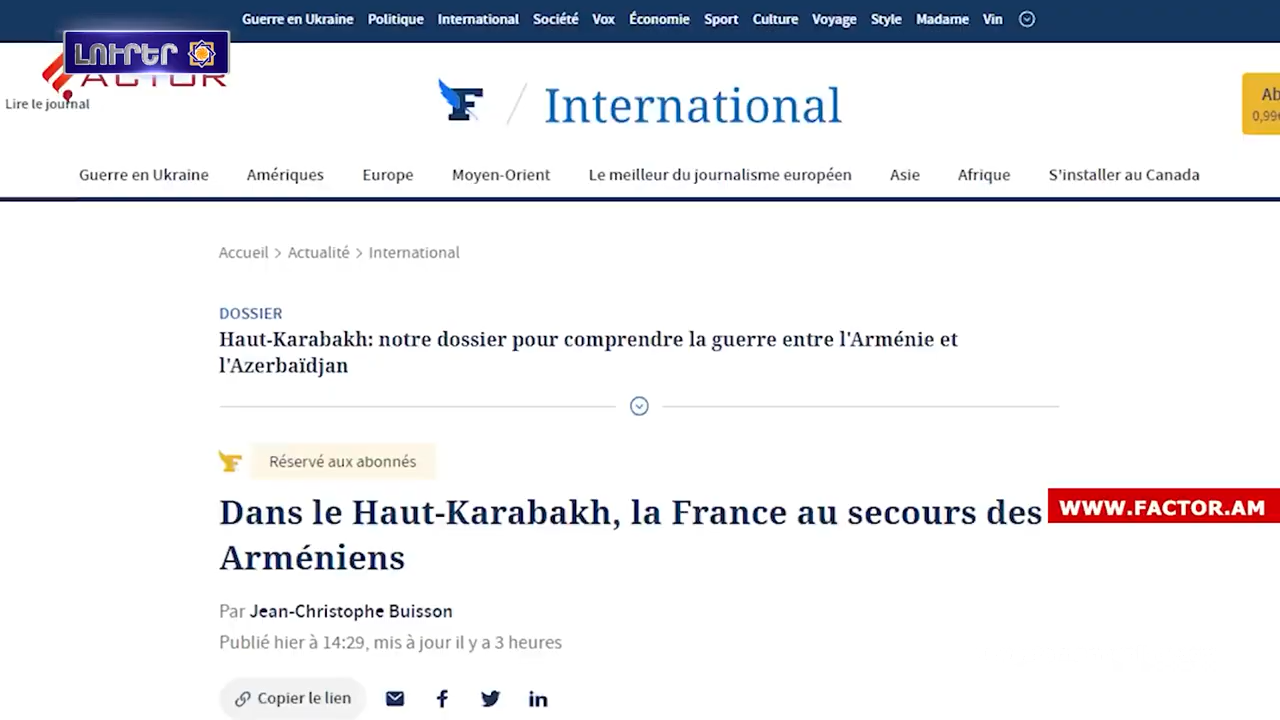 Guerre en Ukraine Politique International Société Vox Économie Sport Culture Voyage Style Madame Vin
ԼՈՒՐԵՐ
ACTOR
Lire le journal
F / International
Ab
0,99€
Guerre en Ukraine Amériques Europe Moyen-Orient Le meilleur du journalisme européen Asie Afrique S'installer au Canada
Accueil > Actualité > International
DOSSIER
Haut-Karabakh: notre dossier pour comprendre la guerre entre l'Arménie et
l'Azerbaïdjan
Réservé aux abonnés
Dans le Haut-Karabakh, la France au secours des
Arméniens
WWW.FACTOR.AM
Par Jean-Christophe Buisson
Publié hier à 14:29, mis à jour il y a 3 heures
Copier le lien